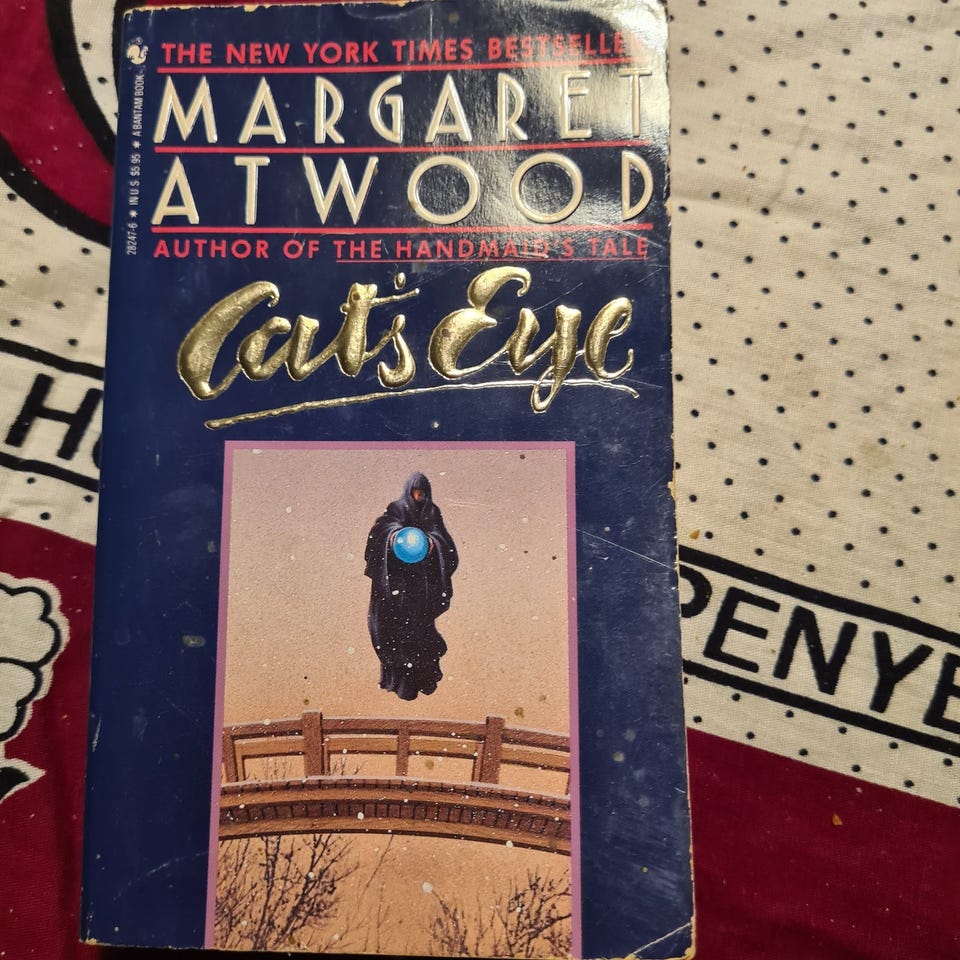 THE NEW YORK TIMES BESTSELLER
MARGARET
ATWOOD
AUTHOR OF THE HANDMAID'S TALE
Cat's Eye
28247-6 ★ IN U.S. $5.95 ★ A BANTAM BOOK
H
PENYE